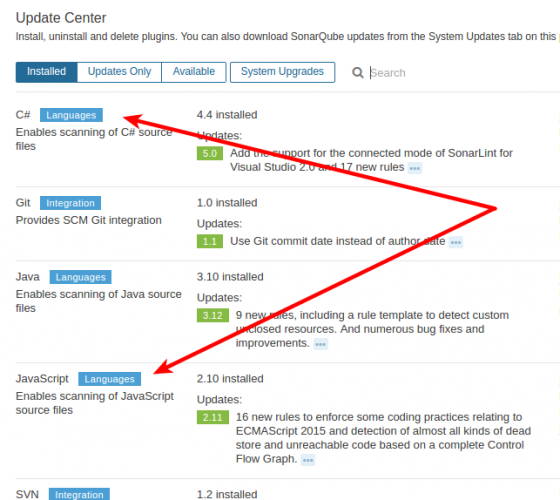 Update Center
Install, uninstall and delete plugins. You can also download SonarQube updates from the System Updates tab on this
Installed Updates Only Available System Upgrades Search
C# Languages 4.4 installed
Enables scanning of C# source Updates:
files 5.0 Add the support for the connected mode of SonarLint for
Visual Studio 2.0 and 17 new rules
Git Integration 1.0 installed
Provides SCM Git integration Updates:
1.1 Use Git commit date instead of author date
Java Languages 3.10 installed
Enables scanning of Java source Updates:
files 3.12 9 new rules, including a rule template to detect custom
unclosed resources. And numerous bug fixes and
improvements.
JavaScript Languages 2.10 installed
Enables scanning of JavaScript Updates:
source files 2.11 16 new rules to enforce some coding practices relating to
ECMAScript 2015 and detection of almost all kinds of dead
store and unreachable code based on a complete Control
Flow Graph.
SVN Integration 1.2 installed